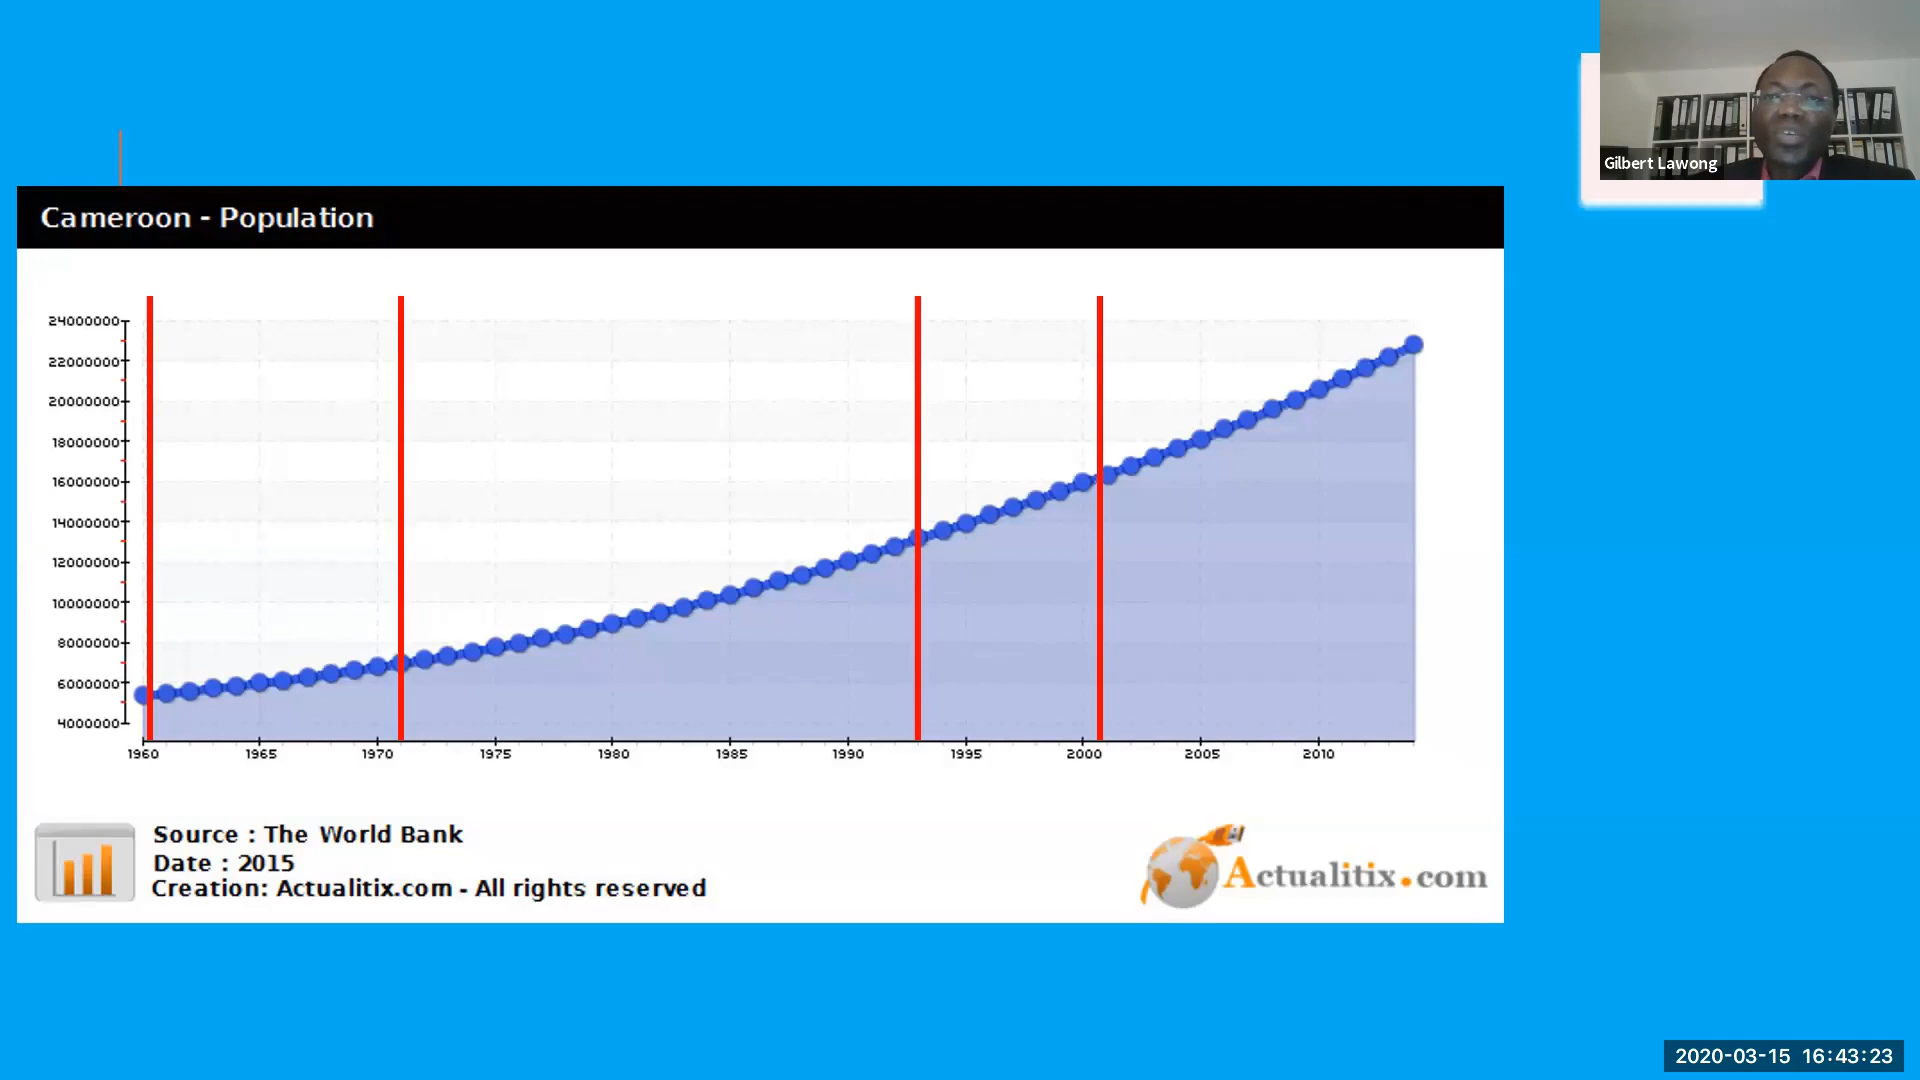 Gilbert Lawong
Cameroon - Population
24000000
22000000
20000000
18000000
16000000
14000000
12000000
10000000
8000000
6000000
4000000
1960 1965 1970 1975 1980 1985 1990 1995 2000 2005 2010
Source : The World Bank
Date : 2015
Creation: Actualitix.com - All rights reserved
Actualitix.com
2020-03-15 16:43:23